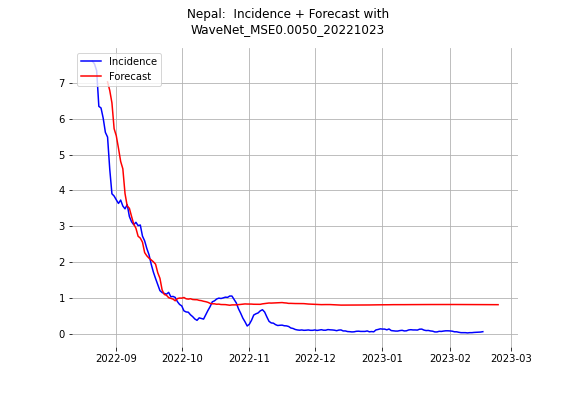 Nepal:  Incidence + Forecast with
WaveNet_MSE0.0050_20221023
Incidence
Forecast
7
6
5
4
3
2
1
0
2022-09 2022-10 2022-11 2022-12 2023-01 2023-02 2023-03